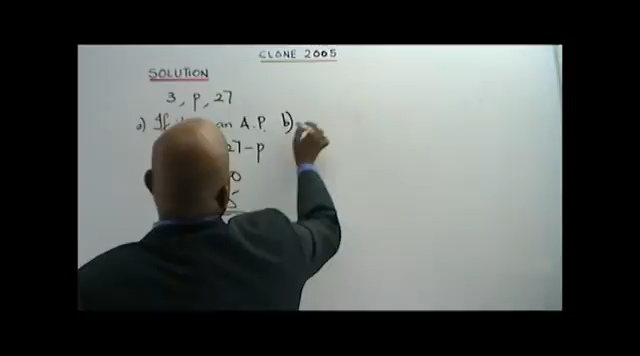 CLONE 2005
SOLUTION
3, p, 27
a) If an A.P. b)
27 - p